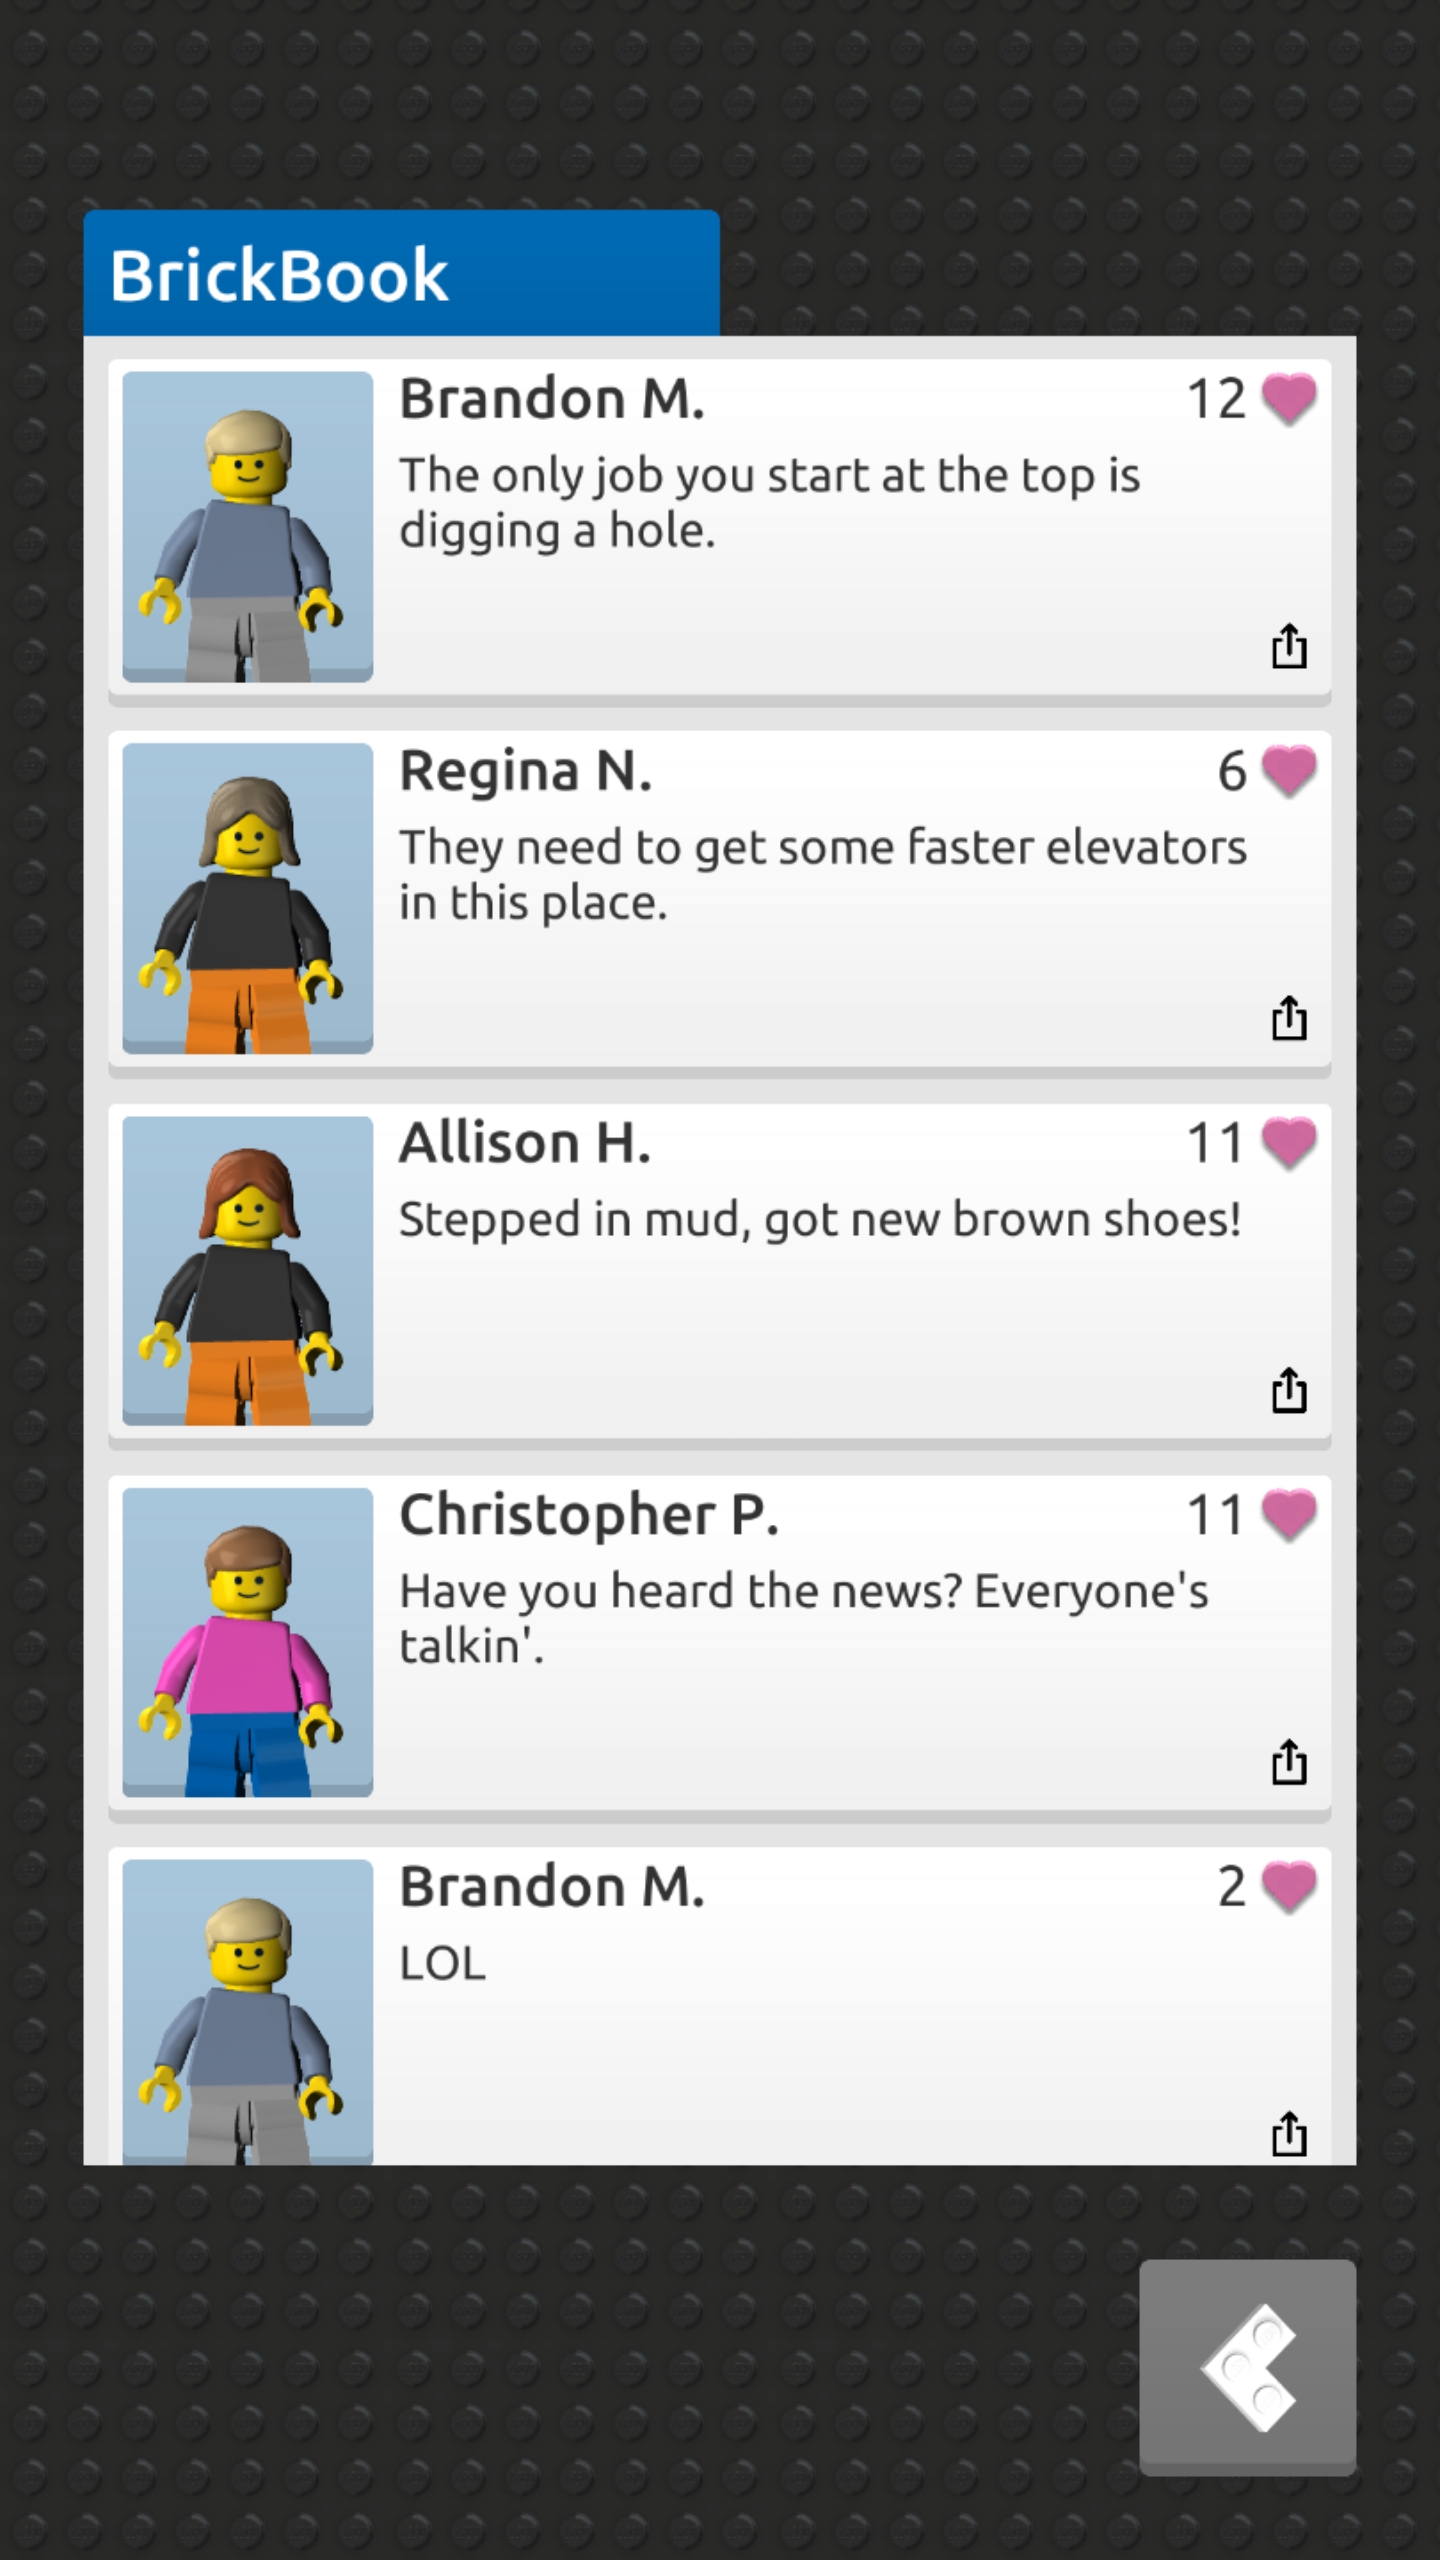 BrickBook
Brandon M.
12
The only job you start at the top is
digging a hole.
Regina N.
6
They need to get some faster elevators
in this place.
Allison H.
11
Stepped in mud, got new brown shoes!
Christopher P.
11
Have you heard the news? Everyone's
talkin'.
Brandon M.
2
LOL